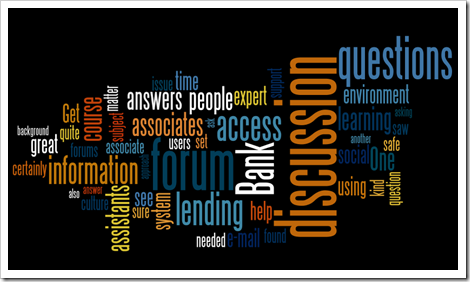 background
great
certainly
Get
quite
forums
information
also
answer
culture
course
subject
matter
associate
assistants
see
sure
system
issue
time
answers
people
expert
associates
ask
users
set
access
approach
forum
lending
needed
e-mail
Bank
help
found
support
discussion
questions
environment
learning
asking
saw
another
social
One
safe
using
kind
question